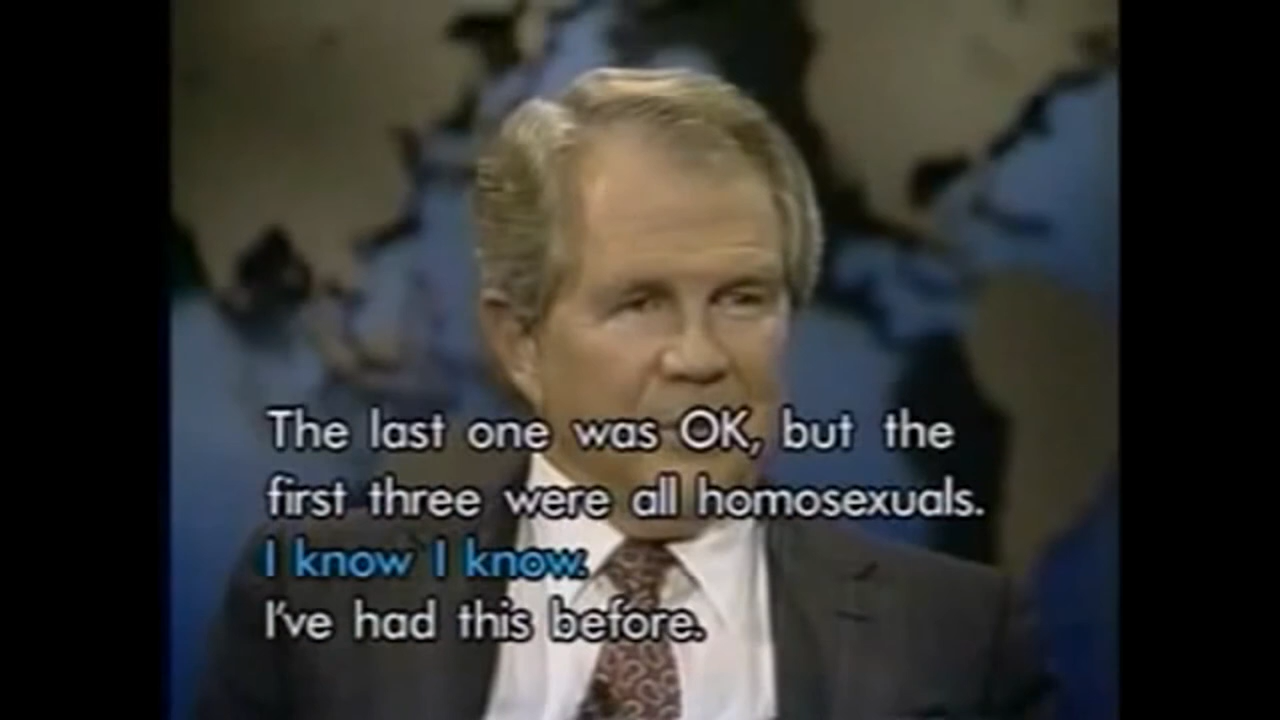 The last one was OK, but the
first three were all homosexuals.
I know I know.
I've had this before.